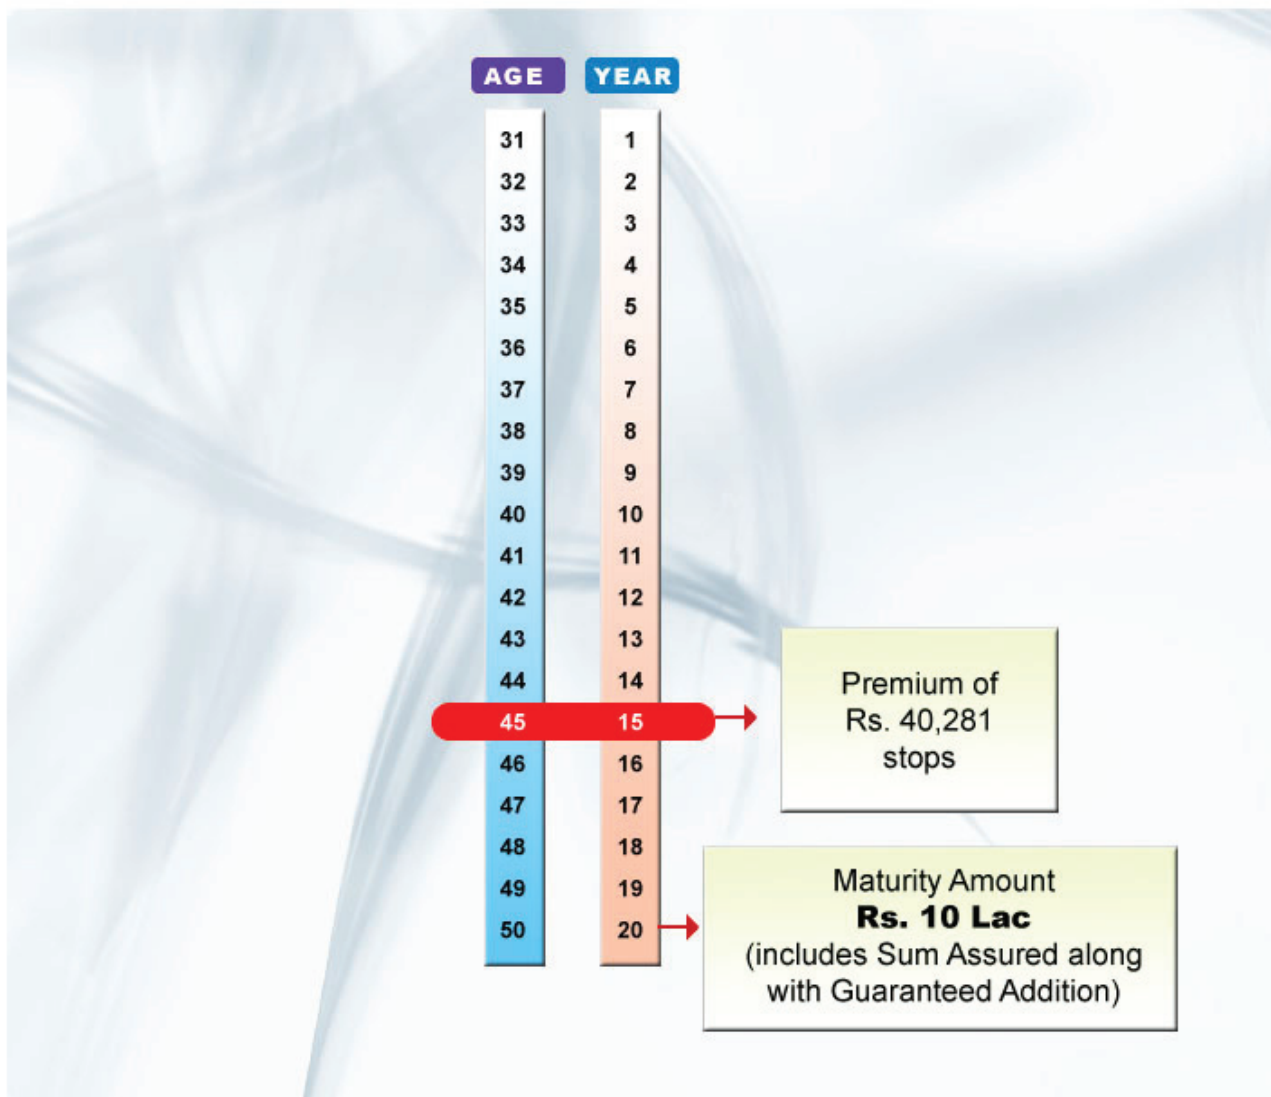 AGE YEAR
31 1
32 2
33 3
34 4
35 5
36 6
37 7
38 8
39 9
40 10
41 11
42 12
43 13
44 14
45 15
46 16
47 17
48 18
49 19
50 20
Premium of
Rs. 40,281
stops
Maturity Amount
Rs. 10 Lac
(includes Sum Assured along
with Guaranteed Addition)